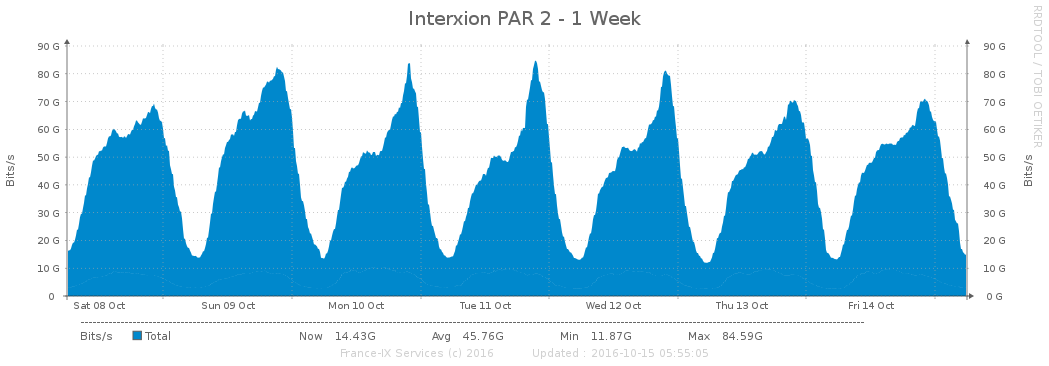 Interxion PAR 2 - 1 Week
RRDTOOL / TOBI OETIKER
90 G 90 G
80 G 80 G
70 G 70 G
60 G 60 G
50 G 50 G
40 G 40 G
30 G 30 G
20 G 20 G
10 G 10 G
0 0 G
Bits/s
Bits/s
Sat 08 Oct Sun 09 Oct Mon 10 Oct Tue 11 Oct Wed 12 Oct Thu 13 Oct Fri 14 Oct
Bits/s Total Now 14.43G Avg 45.76G Min 11.87G Max 84.59G
France-IX Services (c) 2016 Updated : 2016-10-15 05:55:05